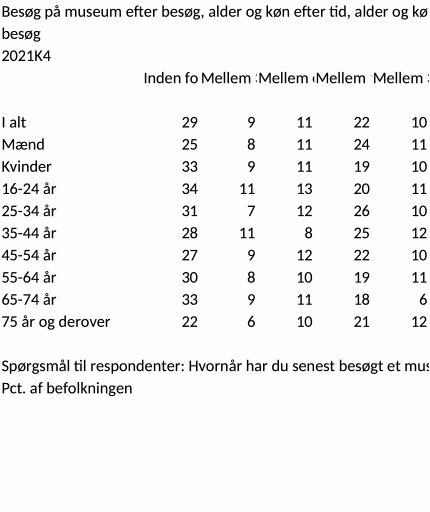 Besøg på museum efter besøg, alder og køn efter tid, alder og kø
besøg
2021K4
Inden fo Mellem : Mellem Mellem Mellem
I alt 29 9 11 22 10
Mænd 25 8 11 24 11
Kvinder 33 9 11 19 10
16-24 år 34 11 13 20 11
25-34 år 31 7 12 26 10
35-44 år 28 11 8 25 12
45-54 år 27 9 12 22 10
55-64 år 30 8 10 19 11
65-74 år 33 9 11 18 6
75 år og derover 22 6 10 21 12
Spørgsmål til respondenter: Hvornår har du senest besøgt et mus
Pct. af befolkningen